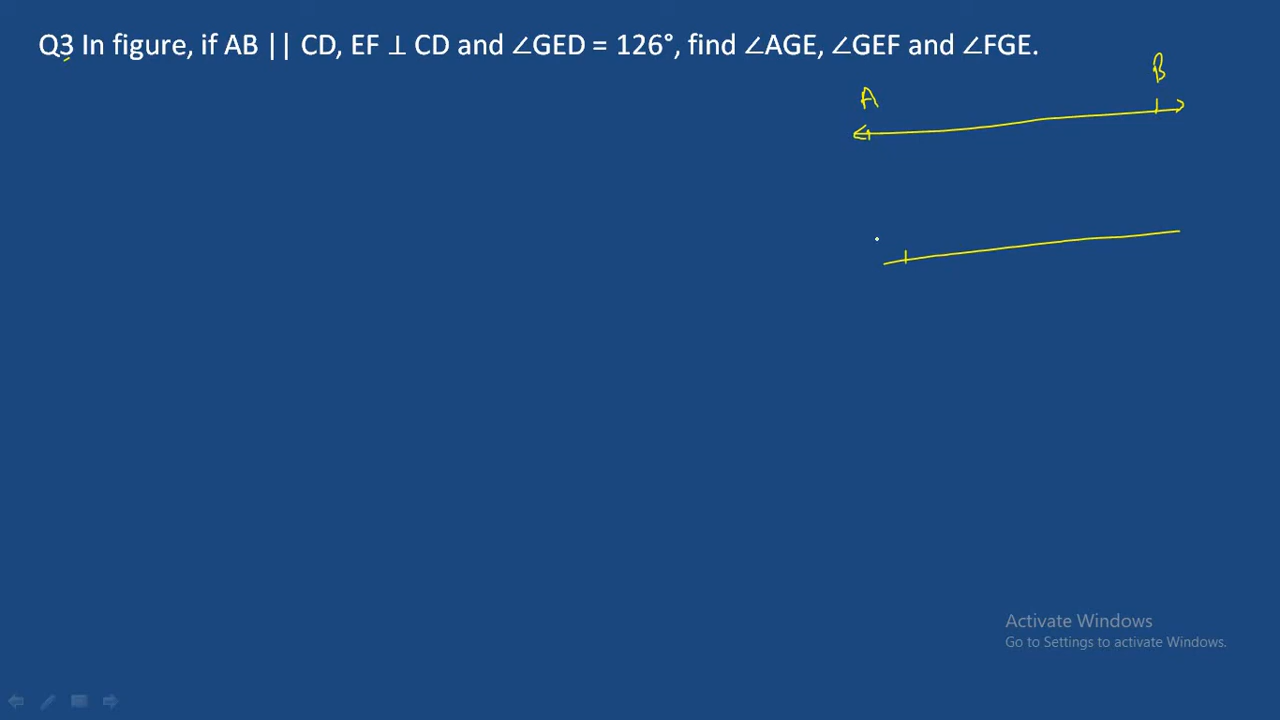 Q3 In figure, if AB || CD, EF ⊥ CD and ∠GED = 126°, find ∠AGE, ∠GEF and ∠FGE.
B
A
Activate Windows
Go to Settings to activate Windows.